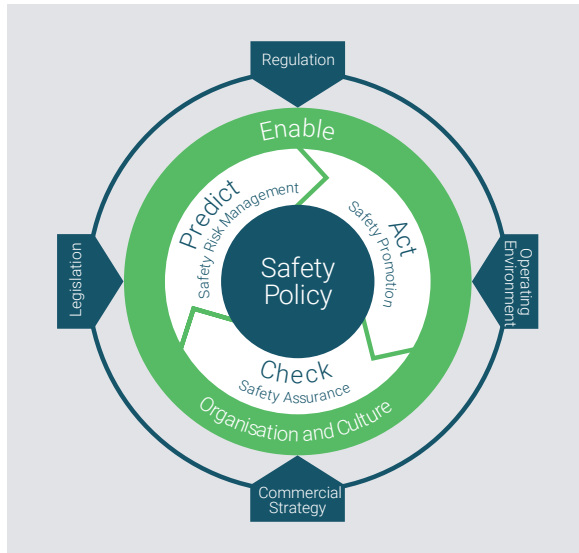 Regulation
Enable
Predict
Safety Risk Management
Act
Safety Promotion
Legislation
Safety
Policy
Operating
Environment
Check
Safety Assurance
Organisation and Culture
Commercial
Strategy